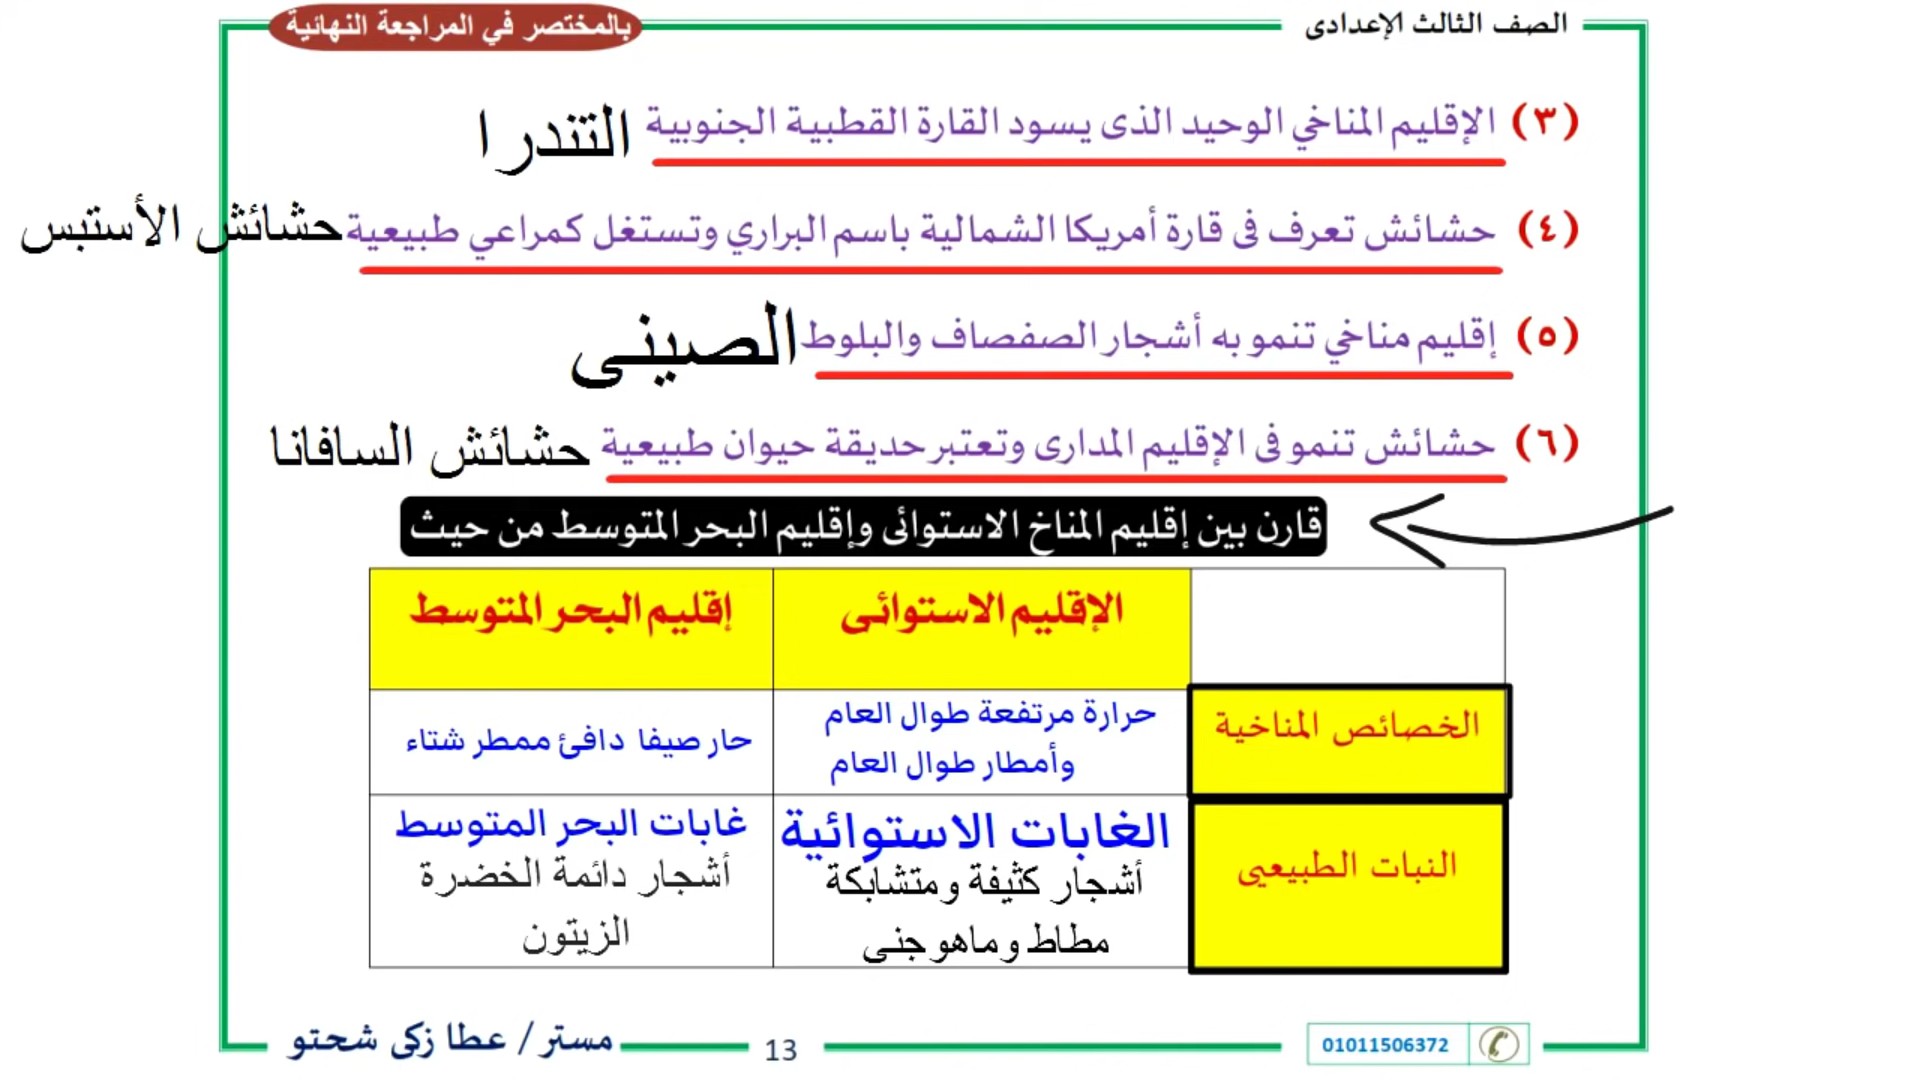 الصف الثالث الإعدادى
بالمختصر في المراجعة النهائية
(٣) الإقليم المناخي الوحيد الذى يسود القارة القطبية الجنوبية التندرا
(٤) حشائش تعرف فى قارة أمريكا الشمالية باسم البراري وتستغل كمراعي طبيعية حشائش الأستبس
(٥) إقليم مناخي تنمو به أشجار الصفصاف والبلوط الصينى
(٦) حشائش تنمو فى الإقليم المدارى وتعتبر حديقة حيوان طبيعية حشائش السافانا
قارن بين إقليم المناخ الاستوائى وإقليم البحر المتوسط من حيث
الإقليم الاستوائى
إقليم البحر المتوسط
الخصائص المناخية
حرارة مرتفعة طوال العام
وأمطار طوال العام
حار صيفا دافئ ممطر شتاء
النبات الطبيعيى
الغابات الاستوائية
أشجار كثيفة ومتشابكة
مطاط وماهوجنى
غابات البحر المتوسط
أشجار دائمة الخضرة
الزيتون
01011506372
13
مستر / عطا زكى شحتو